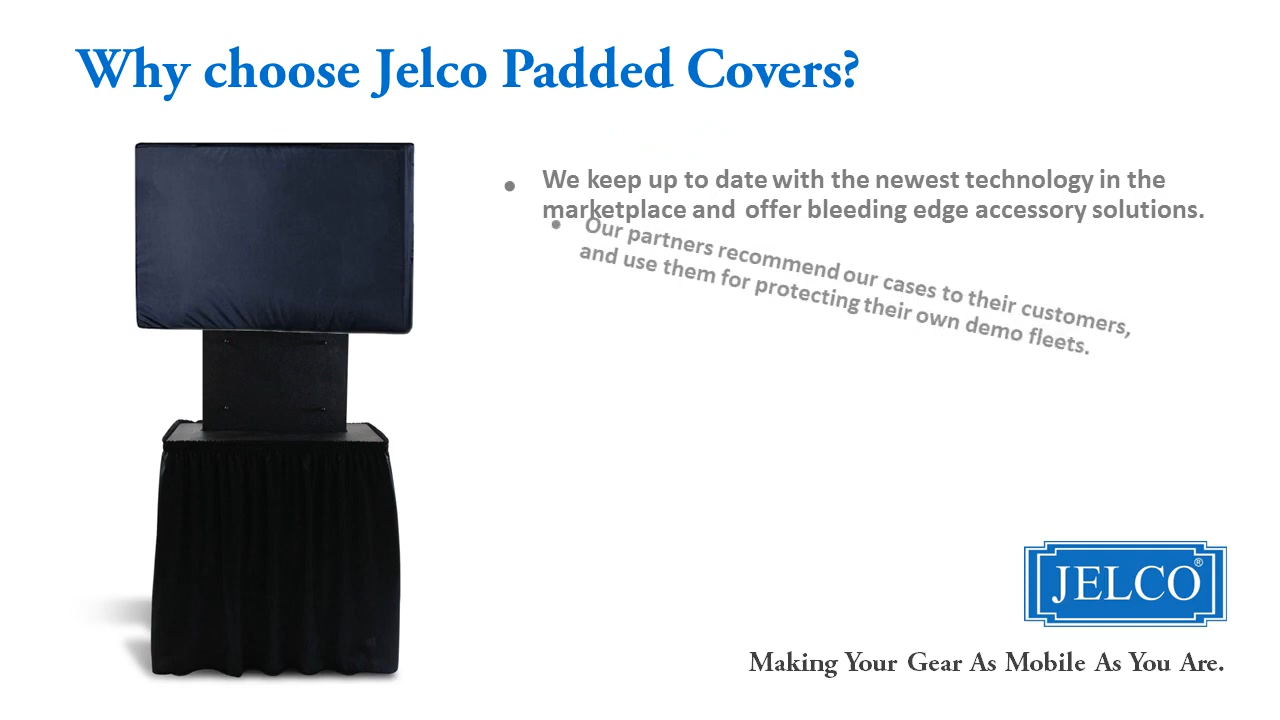 Why choose Jelco Padded Covers?
• We keep up to date with the newest technology in the
marketplace and offer bleeding edge accessory solutions.
• Our partners recommend our cases to their customers,
and use them for protecting their own demo fleets.
JELCO®
Making Your Gear As Mobile As You Are.